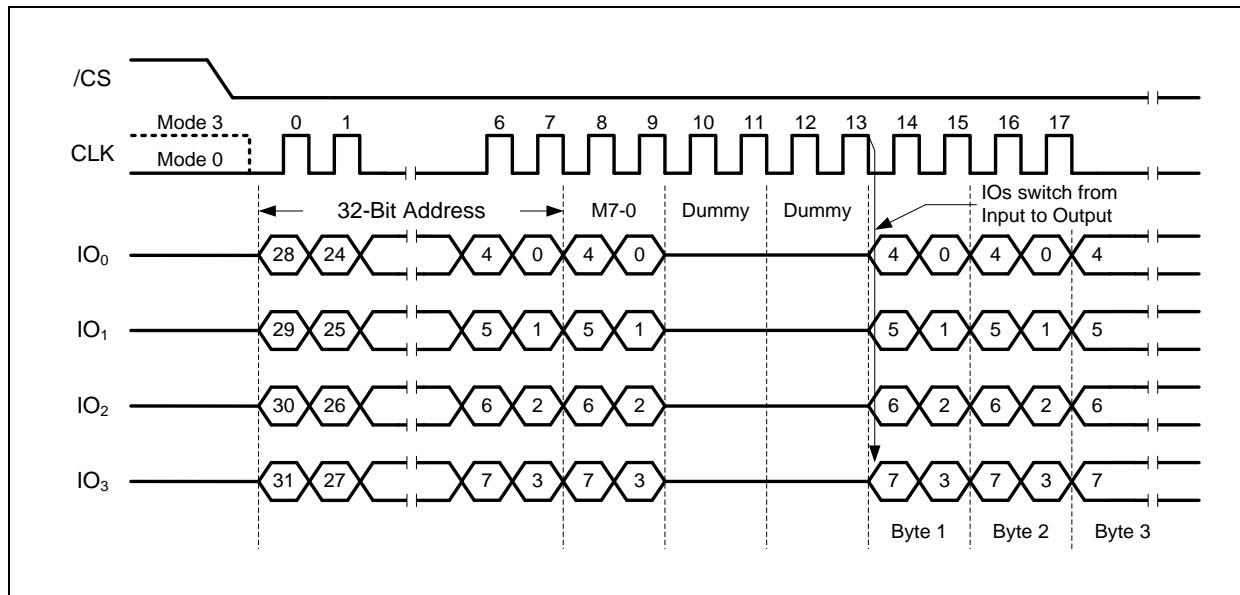 /CS
Mode 3 0 1 6 7 8 9 10 11 12 13 14 15 16 17
CLK
Mode 0
32-Bit Address M7-0 Dummy Dummy IOs switch from
Input to Output
IO₀ 28 24 4 0 4 0 4 0 4 0 4
IO₁ 29 25 5 1 5 1 5 1 5 1 5
IO₂ 30 26 6 2 6 2 6 2 6 2 6
IO₃ 31 27 7 3 7 3 7 3 7 3 7
Byte 1 Byte 2 Byte 3